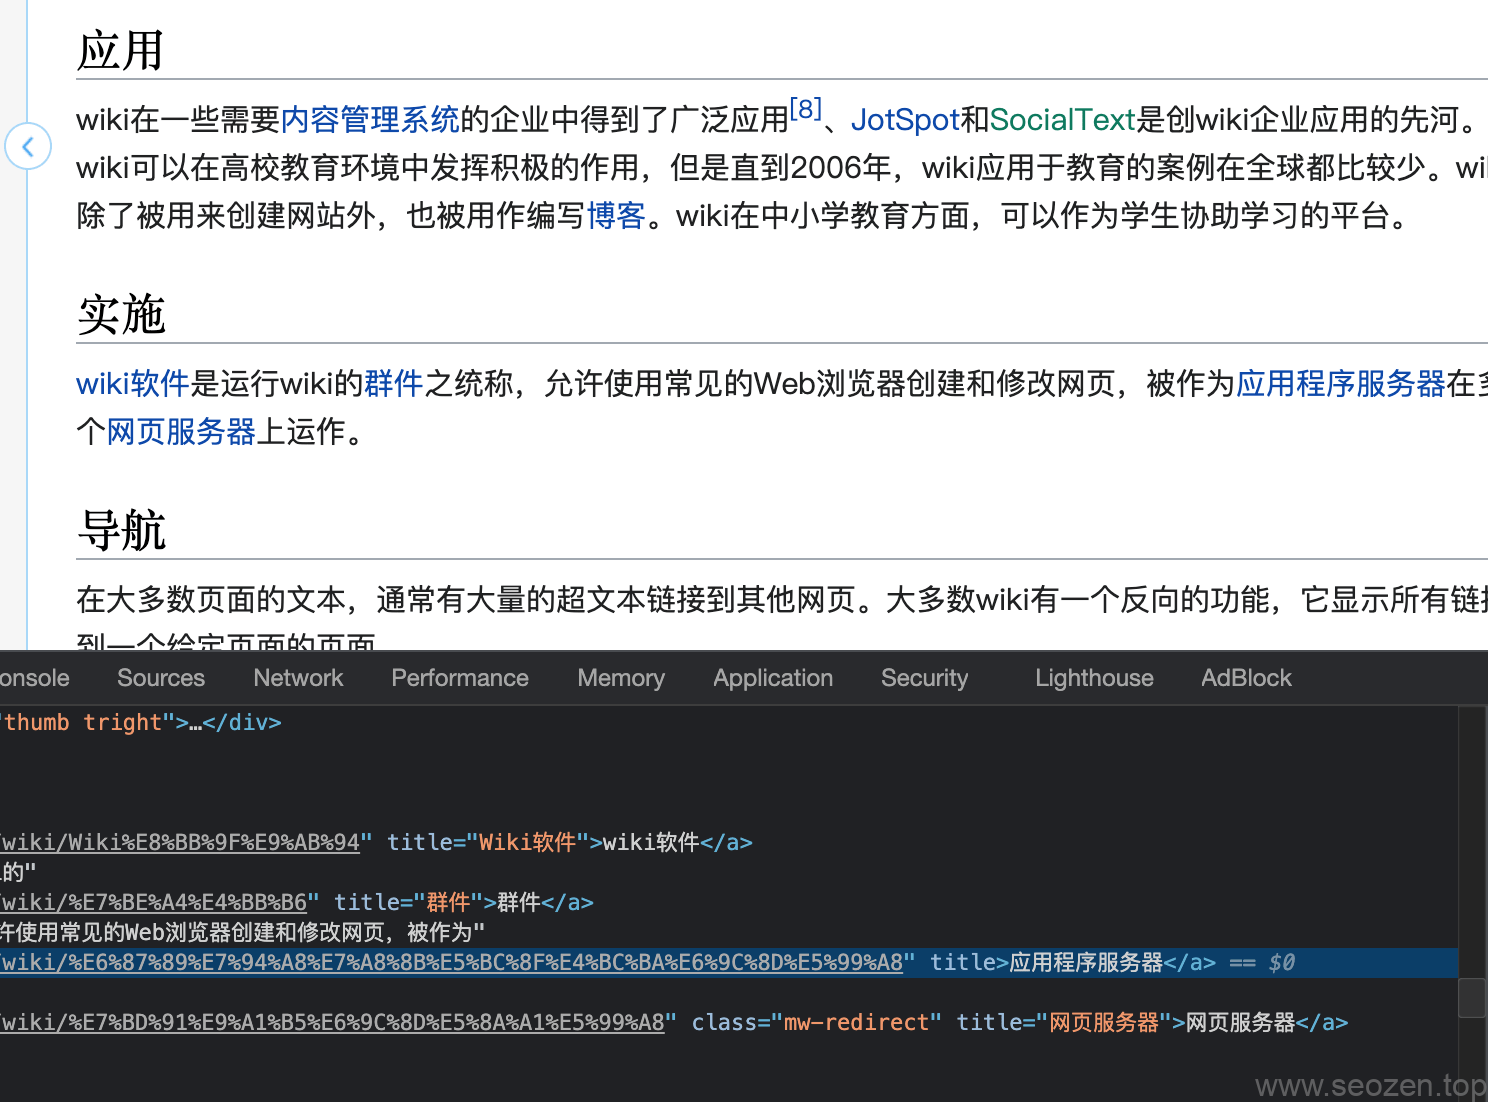 应用
wiki在一些需要内容管理系统的企业中得到了广泛应用[8]、JotSpot和SocialText是创wiki企业应用的先河。
wiki可以在高校教育环境中发挥积极的作用，但是直到2006年，wiki应用于教育的案例在全球都比较少。wi
除了被用来创建网站外，也被用作编写博客。wiki在中小学教育方面，可以作为学生协助学习的平台。
实施
wiki软件是运行wiki的群件之统称，允许使用常见的Web浏览器创建和修改网页，被作为应用程序服务器在
个网页服务器上运作。
导航
在大多数页面的文本，通常有大量的超文本链接到其他网页。大多数wiki有一个反向的功能，它显示所有链
到一个给定页面的页面
onsole Sources Network Performance Memory Application Security Lighthouse AdBlock
"thumb tright">…</div>
wiki/Wiki%E8%BB%9F%E9%AB%94" title="Wiki软件">wiki软件</a>
的"
wiki/%E7%BE%A4%E4%BB%B6" title="群件">群件</a>
许使用常见的Web浏览器创建和修改网页，被作为"
wiki/%E6%87%89%E7%94%A8%E7%A8%8B%E5%BC%8F%E4%BC%BA%E6%9C%8D%E5%99%A8" title>应用程序服务器</a> == $0
wiki/%E7%BD%91%E9%A1%B5%E6%9C%8D%E5%8A%A1%E5%99%A8" class="mw-redirect" title="网页服务器">网页服务器</a>
www.seozen.top